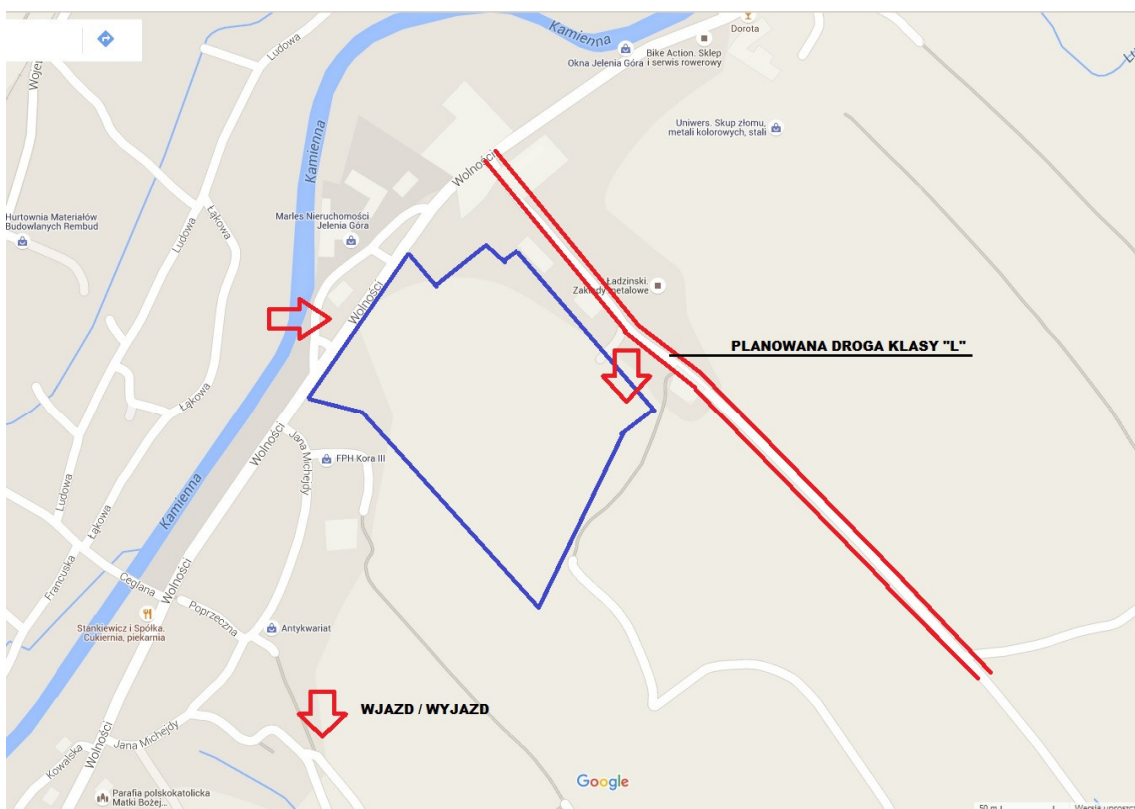 Kamienna
Dorota
Ludowa
Okna Jelenia Góra
Bike Action. Sklep
i serwis rowerowy
Uniwers. Skup złomu,
metali kolorowych, stali
Kamienna
Wolności
Łąkowa
Ludowa
Hurtownia Materiałów
Budowlanych Rembud
Marles Nieruchomości
Jelenia Góra
Ładzinski.
Zakłady metalowe
Wolności
PLANOWANA DROGA KLASY "L"
Łąkowa
Wolności
Jana Michejdy
FPH Kora III
Ludowa
Kamienna
Łąkowa
Francuska
Ceglana
Wolności
Poprzeczna
Stankiewicz i Spółka.
Cukiernia, piekarnia
Antykwariat
WJAZD / WYJAZD
Jana Michejdy
Kowalska
Wolności
Google
Parafia polskokatolicka
Matki Bożej...
50 m